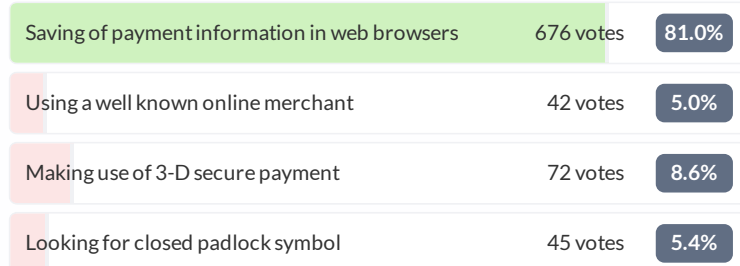 Saving of payment information in web browsers 676 votes 81.0%
Using a well known online merchant 42 votes 5.0%
Making use of 3-D secure payment 72 votes 8.6%
Looking for closed padlock symbol 45 votes 5.4%